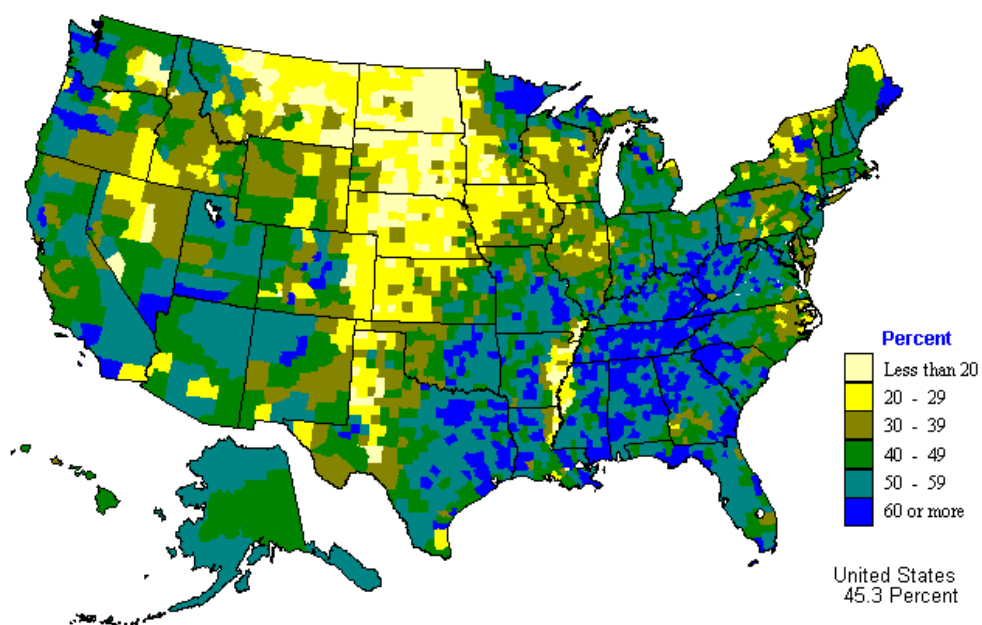 Percent
Less than 20
20 - 29
30 - 39
40 - 49
50 - 59
60 or more
United States
45.3 Percent